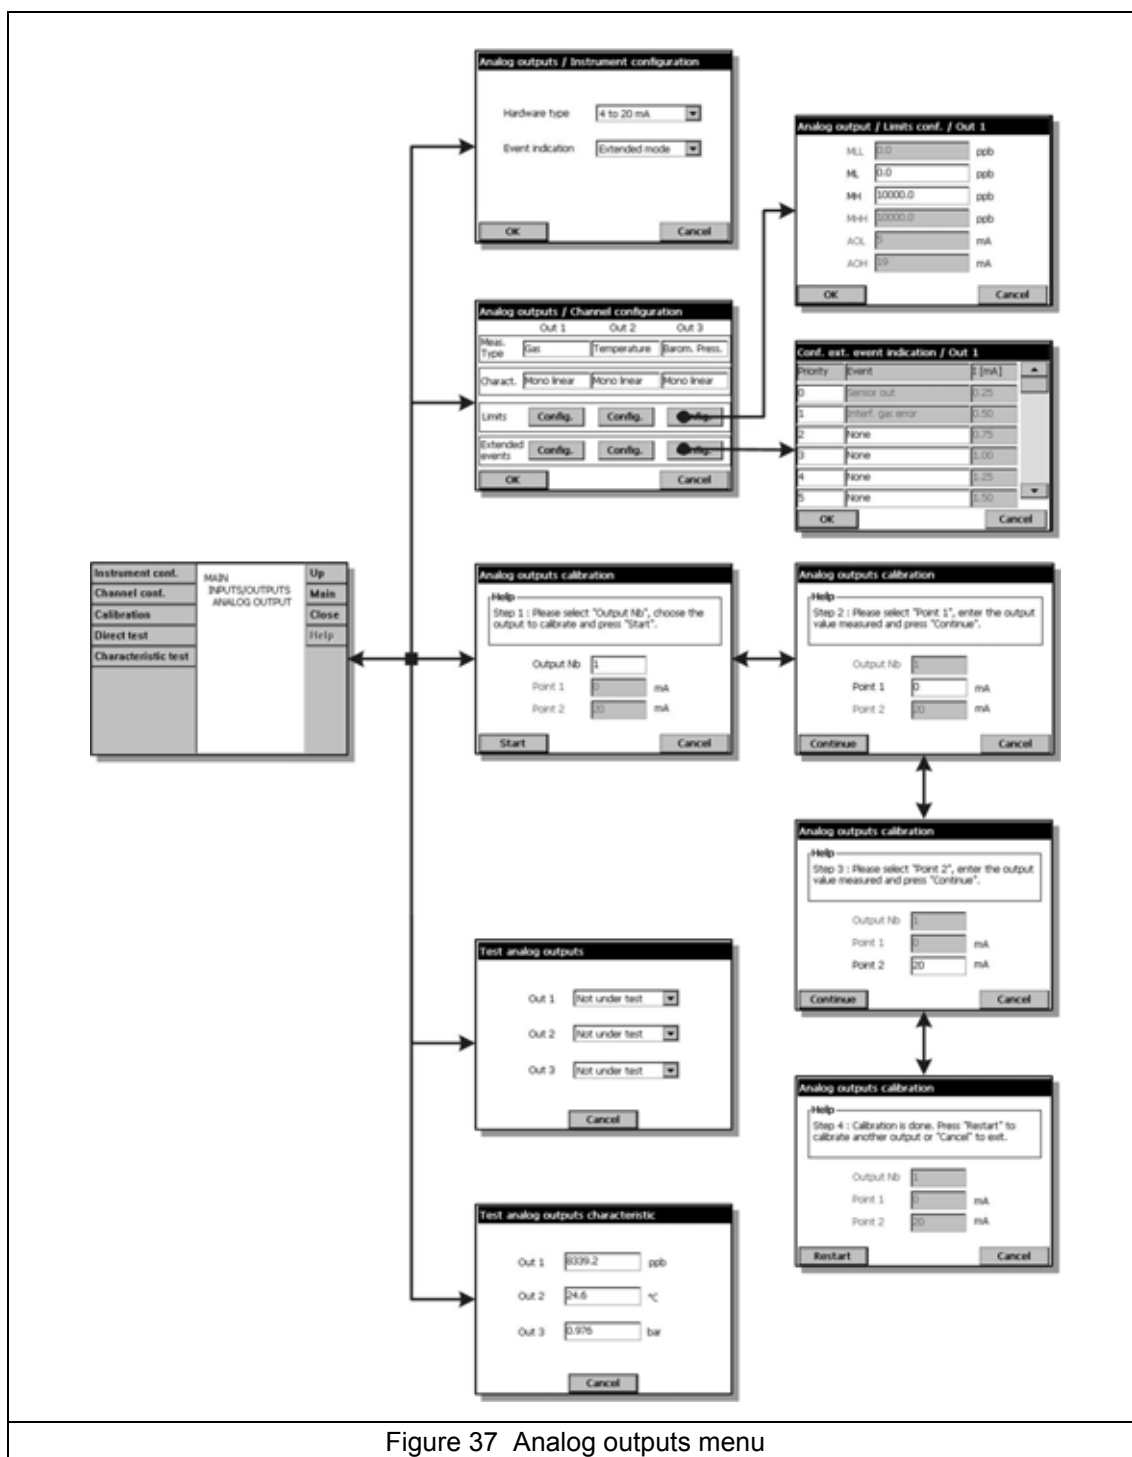 Analog outputs / Instrument configuration
Hardware type 4 to 20 mA
Event indication Extended mode
OK Cancel
Analog output / Limits conf. / Out 1
MLL 0.0 ppb
ML 0.0 ppb
MH 10000.0 ppb
MHH 10000.0 ppb
AOL 5 mA
AOH 19 mA
OK Cancel
Analog outputs / Channel configuration
Out 1 Out 2 Out 3
Meas. Type Gas Temperature Barom. Press.
Charact. Mono linear Mono linear Mono linear
Limits Config. Config. Config.
Extended events Config. Config. Config.
OK Cancel
Conf. ext. event indication / Out 1
Priority Event I [mA]
0 Sensor out 0.25
1 Interf. gas error 0.50
2 None 0.75
3 None 1.00
4 None 1.25
5 None 1.50
OK Cancel
Instrument conf.
Channel conf.
Calibration
Direct test
Characteristic test
MAIN
INPUTS/OUTPUTS
ANALOG OUTPUT
Up
Main
Close
Help
Analog outputs calibration
Help
Step 1 : Please select "Output Nb", choose the
output to calibrate and press "Start".
Output Nb 1
Point 1 0 mA
Point 2 20 mA
Start Cancel
Analog outputs calibration
Help
Step 2 : Please select "Point 1", enter the output
value measured and press "Continue".
Output Nb 1
Point 1 0 mA
Point 2 20 mA
Continue Cancel
Analog outputs calibration
Help
Step 3 : Please select "Point 2", enter the output
value measured and press "Continue".
Output Nb 1
Point 1 0 mA
Point 2 20 mA
Continue Cancel
Test analog outputs
Out 1 Not under test
Out 2 Not under test
Out 3 Not under test
Cancel
Analog outputs calibration
Help
Step 4 : Calibration is done. Press "Restart" to
calibrate another output or "Cancel" to exit.
Output Nb 1
Point 1 0 mA
Point 2 20 mA
Restart Cancel
Test analog outputs characteristic
Out 1 8339.2 ppb
Out 2 24.6 °C
Out 3 0.976 bar
Cancel
Figure 37 Analog outputs menu